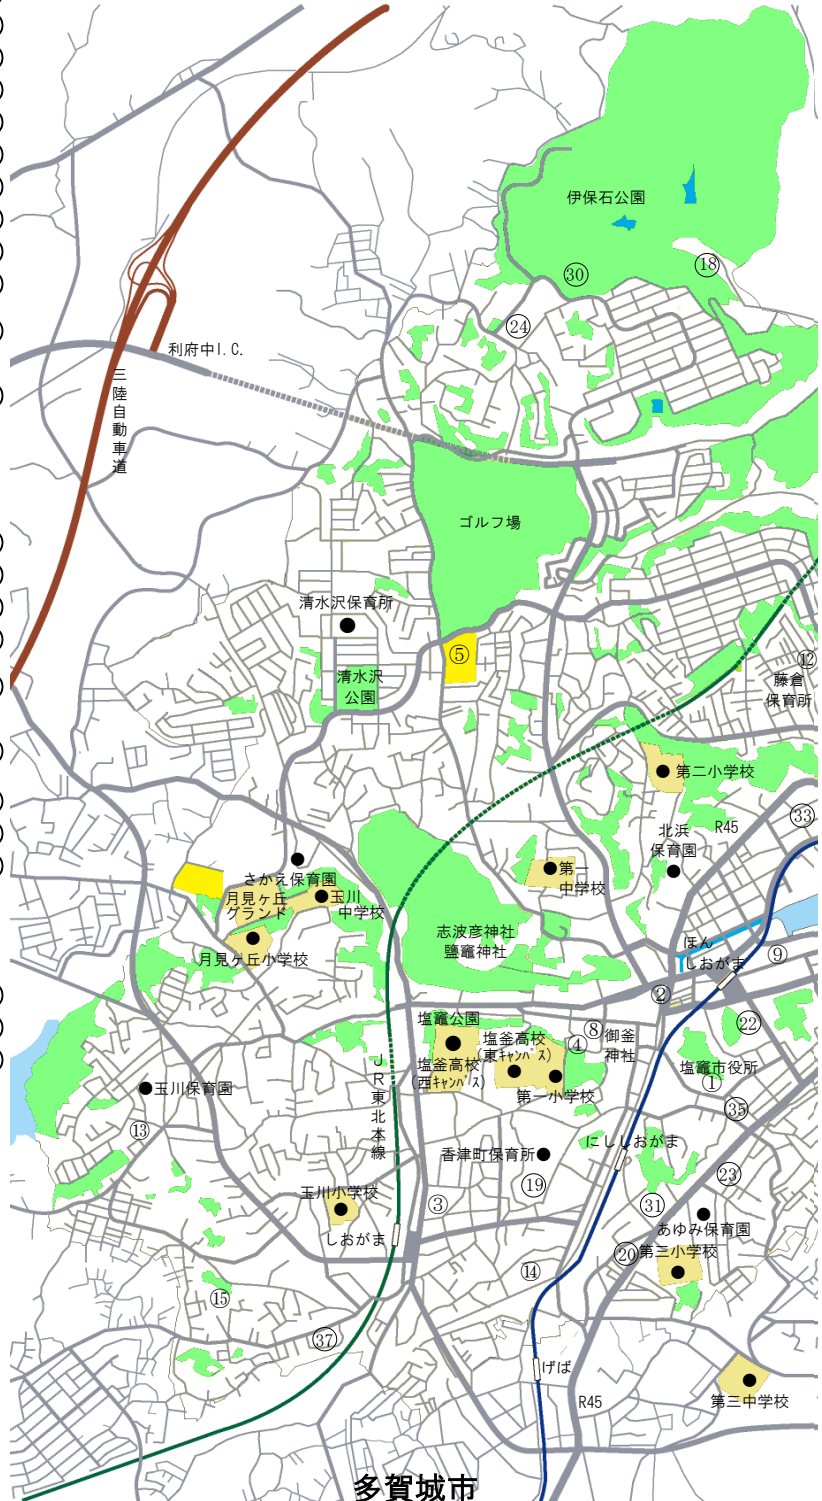 伊保石公園
⑱
㉚
㉔
利府中I.C.
三陸自動車道
ゴルフ場
清水沢保育所
⑤
清水沢
公園
⑫
藤倉
保育所
第二小学校
㉝
R45
北浜
保育園
さかえ保育園
第一
中学校
月見ヶ丘
グランド
玉川
中学校
志波彦神社
鹽竈神社
月見ヶ丘小学校
ほん
しおがま
⑨
②
塩竈公園
⑧
御釜
神社
㉒
塩釜高校
(東キャンパス)
④
塩釜高校
(西キャンパス)
第一小学校
塩竈市役所
①
JR東北本線
玉川保育園
⑬
㉟
にししおがま
香津町保育所
⑲
㉓
玉川小学校
③
㉛
あゆみ保育園
しおがま
⑳
第三小学校
⑭
⑮
㊲
げば
R45
第三中学校
多賀城市